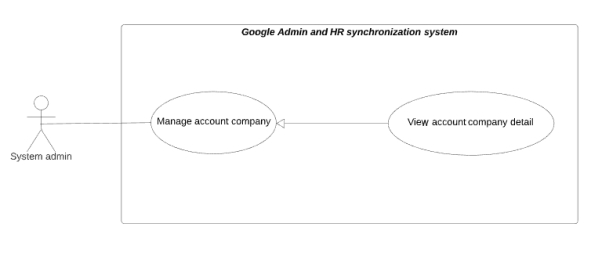 Google Admin and HR synchronization system
Manage account company
View account company detail
System admin